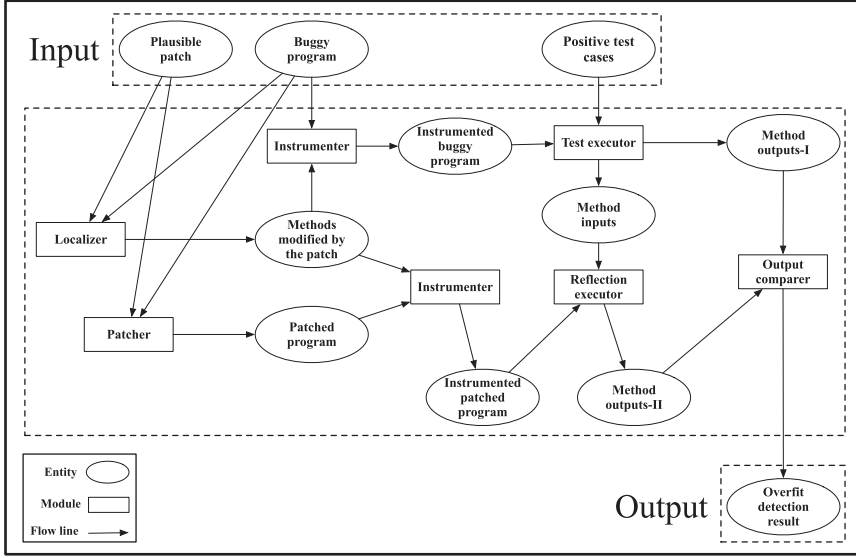 Input
Plausible
patch
Buggy
program
Positive test
cases
Instrumenter
Instrumented
buggy
program
Test executor
Method
outputs-I
Localizer
Methods
modified by
the patch
Method
inputs
Instrumenter
Reflection
executor
Output
comparer
Patcher
Patched
program
Instrumented
patched
program
Method
outputs-II
Entity
Module
Flow line
Output
Overfit
detection
result